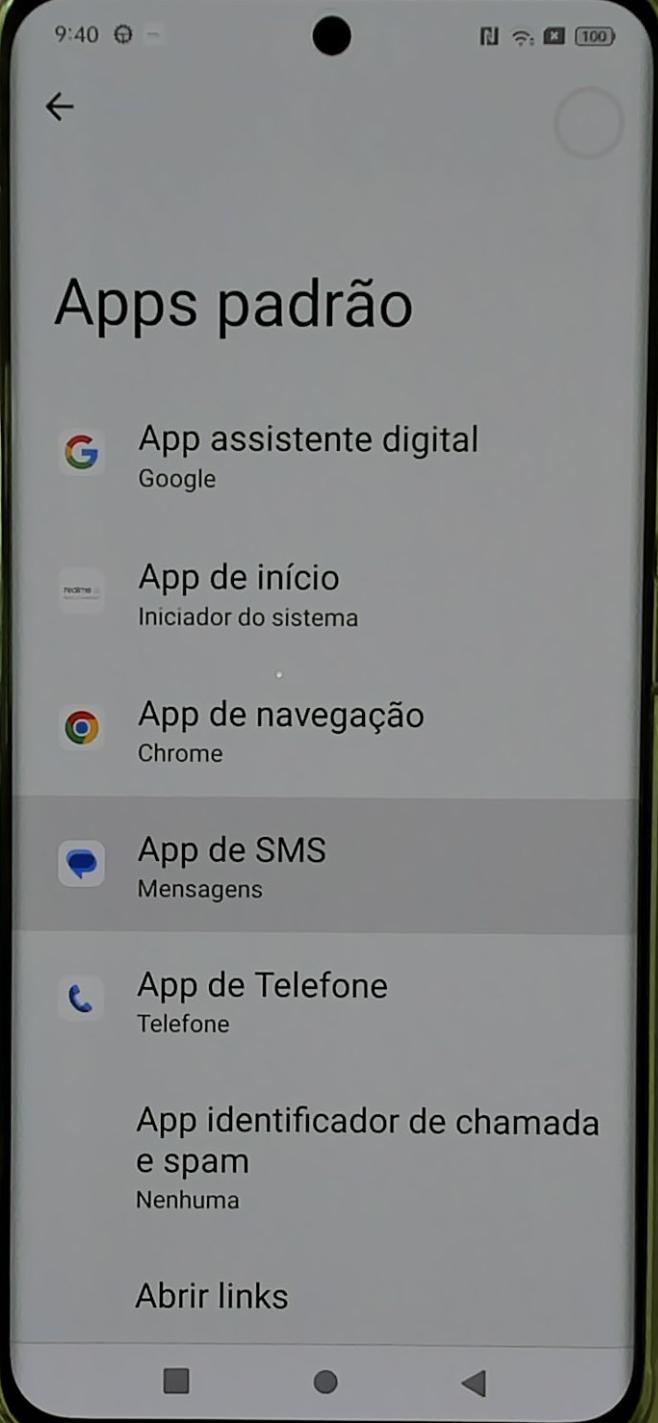 9:40
100
Apps padrão
App assistente digital
Google
App de início
realme
Iniciador do sistema
App de navegação
Chrome
App de SMS
Mensagens
App de Telefone
Telefone
App identificador de chamada
e spam
Nenhuma
Abrir links